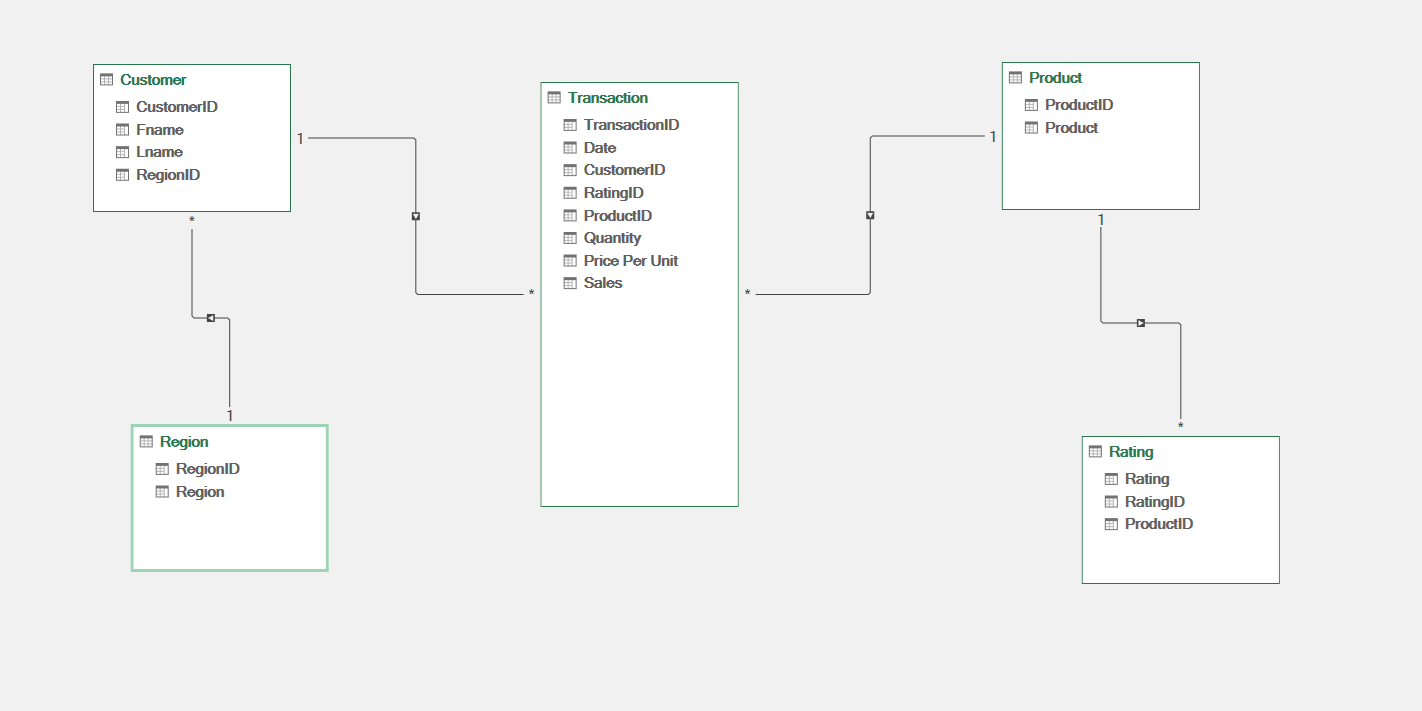 Customer
CustomerID
Fname
Lname
RegionID
1
*
Transaction
TransactionID
Date
CustomerID
RatingID
ProductID
Quantity
Price Per Unit
Sales
*
*
Product
ProductID
Product
1
1
1
Region
RegionID
Region
*
Rating
Rating
RatingID
ProductID